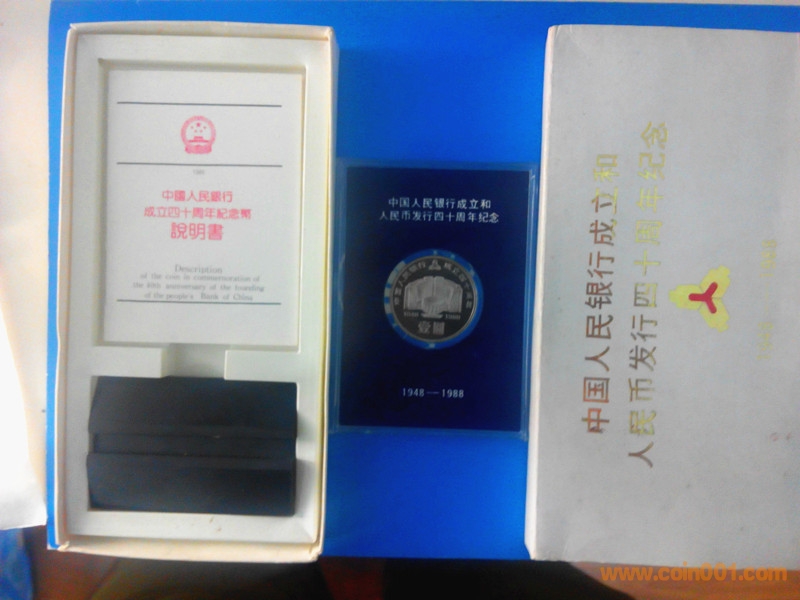 中國人民銀行
成立四十周年紀念幣
說明書
Description
of the coin in commemoration of
the 40th anniversary of the founding
of the people's Bank of China
中国人民银行成立和
人民币发行四十周年纪念
1948 1988
壹圆
1948—1988
中国人民银行成立和
人民币发行四十周年纪念
www.coin001.com